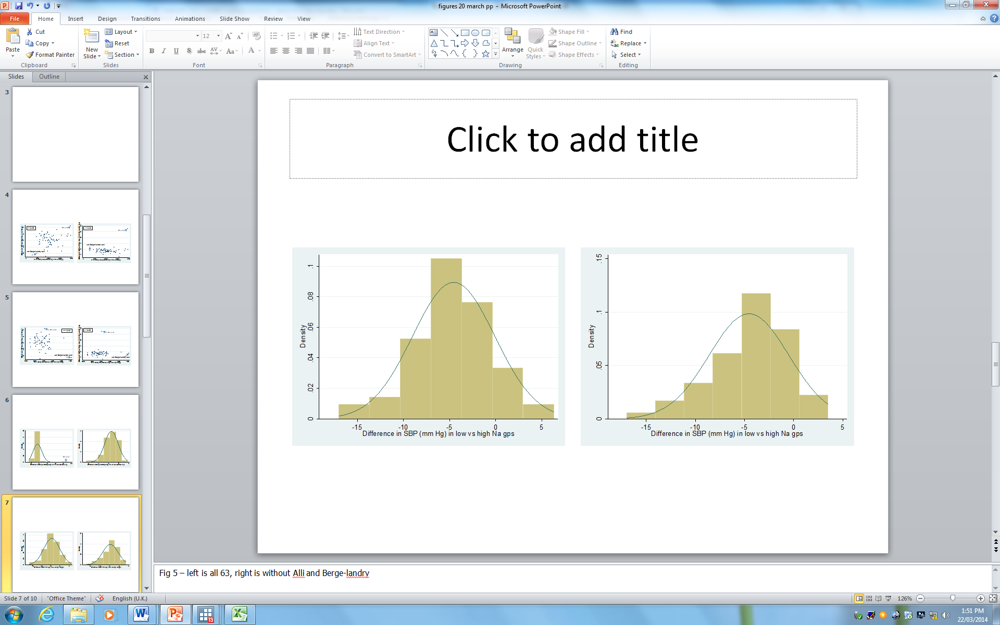 figures 20 march pp - Microsoft PowerPoint
File Home Insert Design Transitions Animations Slide Show Review View
Paste
Cut
Copy
Format Painter
Clipboard
New Slide
Layout
Reset
Section
Slides
12
B I U S abc AV Aa A
Font
Text Direction
Align Text
Convert to SmartArt
Paragraph
Arrange
Quick Styles
Shape Fill
Shape Outline
Shape Effects
Drawing
Find
Replace
Select
Editing
Slides Outline
3
4
5
6
7
Click to add title
Density
0 .02 .04 .06 .08 .1
-15 -10 -5 0 5
Difference in SBP (mm Hg) in low vs high Na gps
Density
0 .05 .1 .15
-15 -10 -5 0 5
Difference in SBP (mm Hg) in low vs high Na gps
Fig 5 – left is all 63, right is without Alli and Berge-landry
Slide 7 of 10 "Office Theme" English (U.K.) 126%
13
1:51 PM
22/03/2014